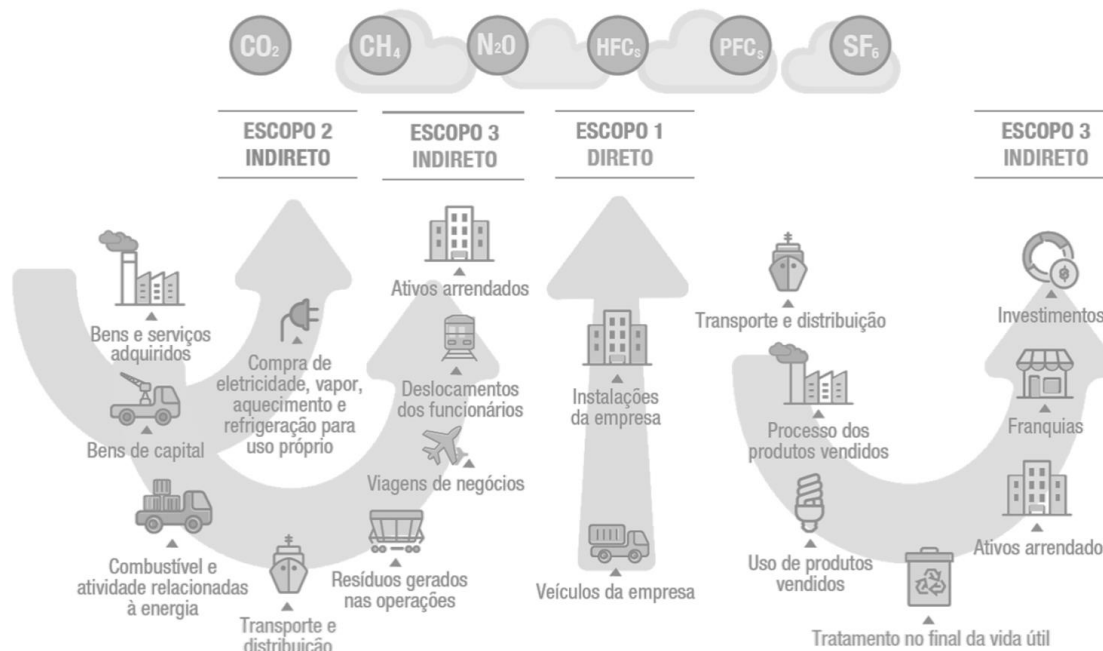 CO₂
CH₄
N₂O
HFCₛ
PFCₛ
SF₆
ESCOPO 2
INDIRETO
ESCOPO 3
INDIRETO
ESCOPO 1
DIRETO
ESCOPO 3
INDIRETO
Bens e serviços
adquiridos
Bens de capital
Combustível e
atividade relacionadas
à energia
Compra de
eletricidade, vapor,
aquecimento e
refrigeração para
uso próprio
Transporte e
distribuição
Ativos arrendados
Deslocamentos
dos funcionários
Viagens de negócios
Resíduos gerados
nas operações
Instalações
da empresa
Veículos da empresa
Transporte e distribuição
Processo dos
produtos vendidos
Uso de produtos
vendidos
Tratamento no final da vida útil
Investimentos
Franquias
Ativos arrendado